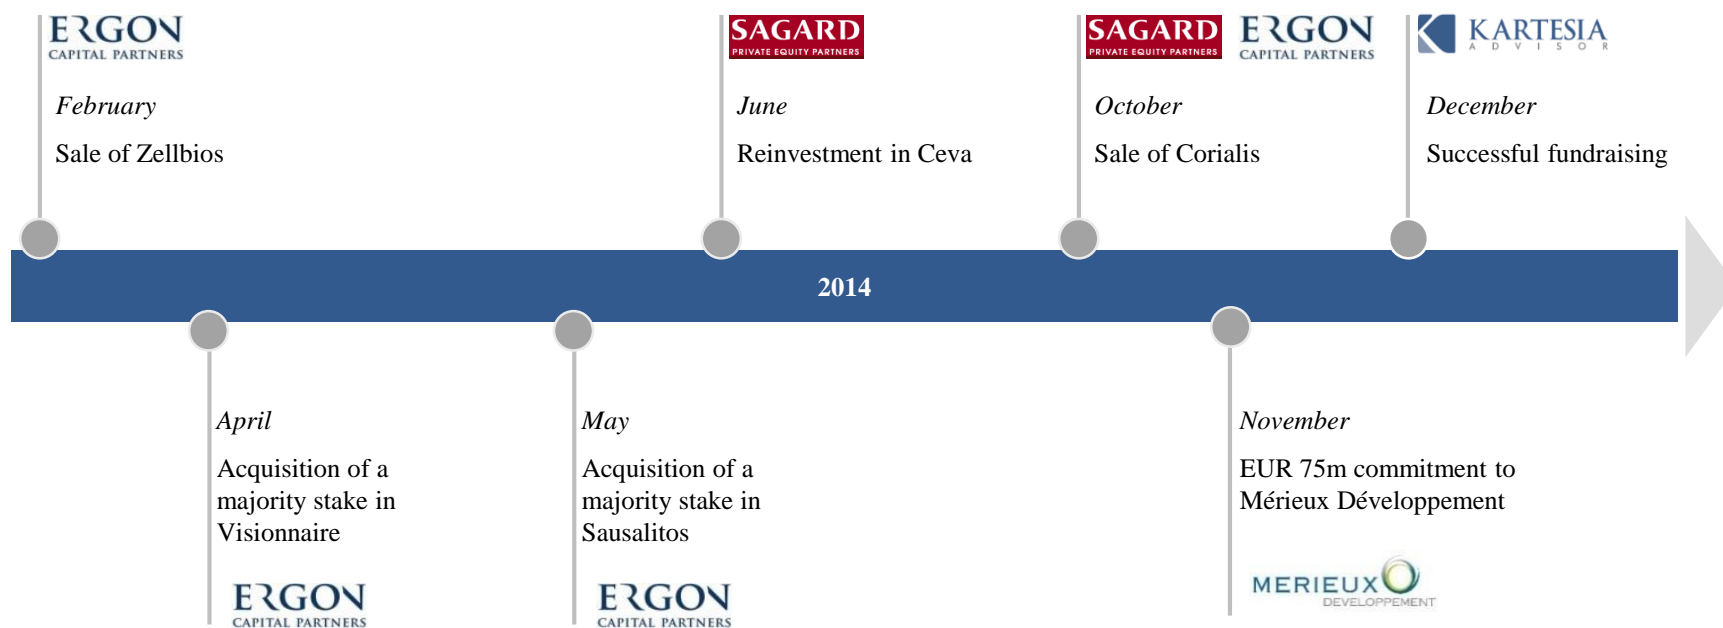 ERGON
CAPITAL PARTNERS
February
Sale of Zellbios
SAGARD
PRIVATE EQUITY PARTNERS
June
Reinvestment in Ceva
SAGARD
PRIVATE EQUITY PARTNERS
ERGON
CAPITAL PARTNERS
October
Sale of Corialis
KARTESIA
ADVISOR
December
Successful fundraising
2014
April
Acquisition of a
majority stake in
Visionnaire
ERGON
CAPITAL PARTNERS
May
Acquisition of a
majority stake in
Sausalitos
ERGON
CAPITAL PARTNERS
November
EUR 75m commitment to
Mérieux Développement
MERIEUX
DEVELOPPEMENT